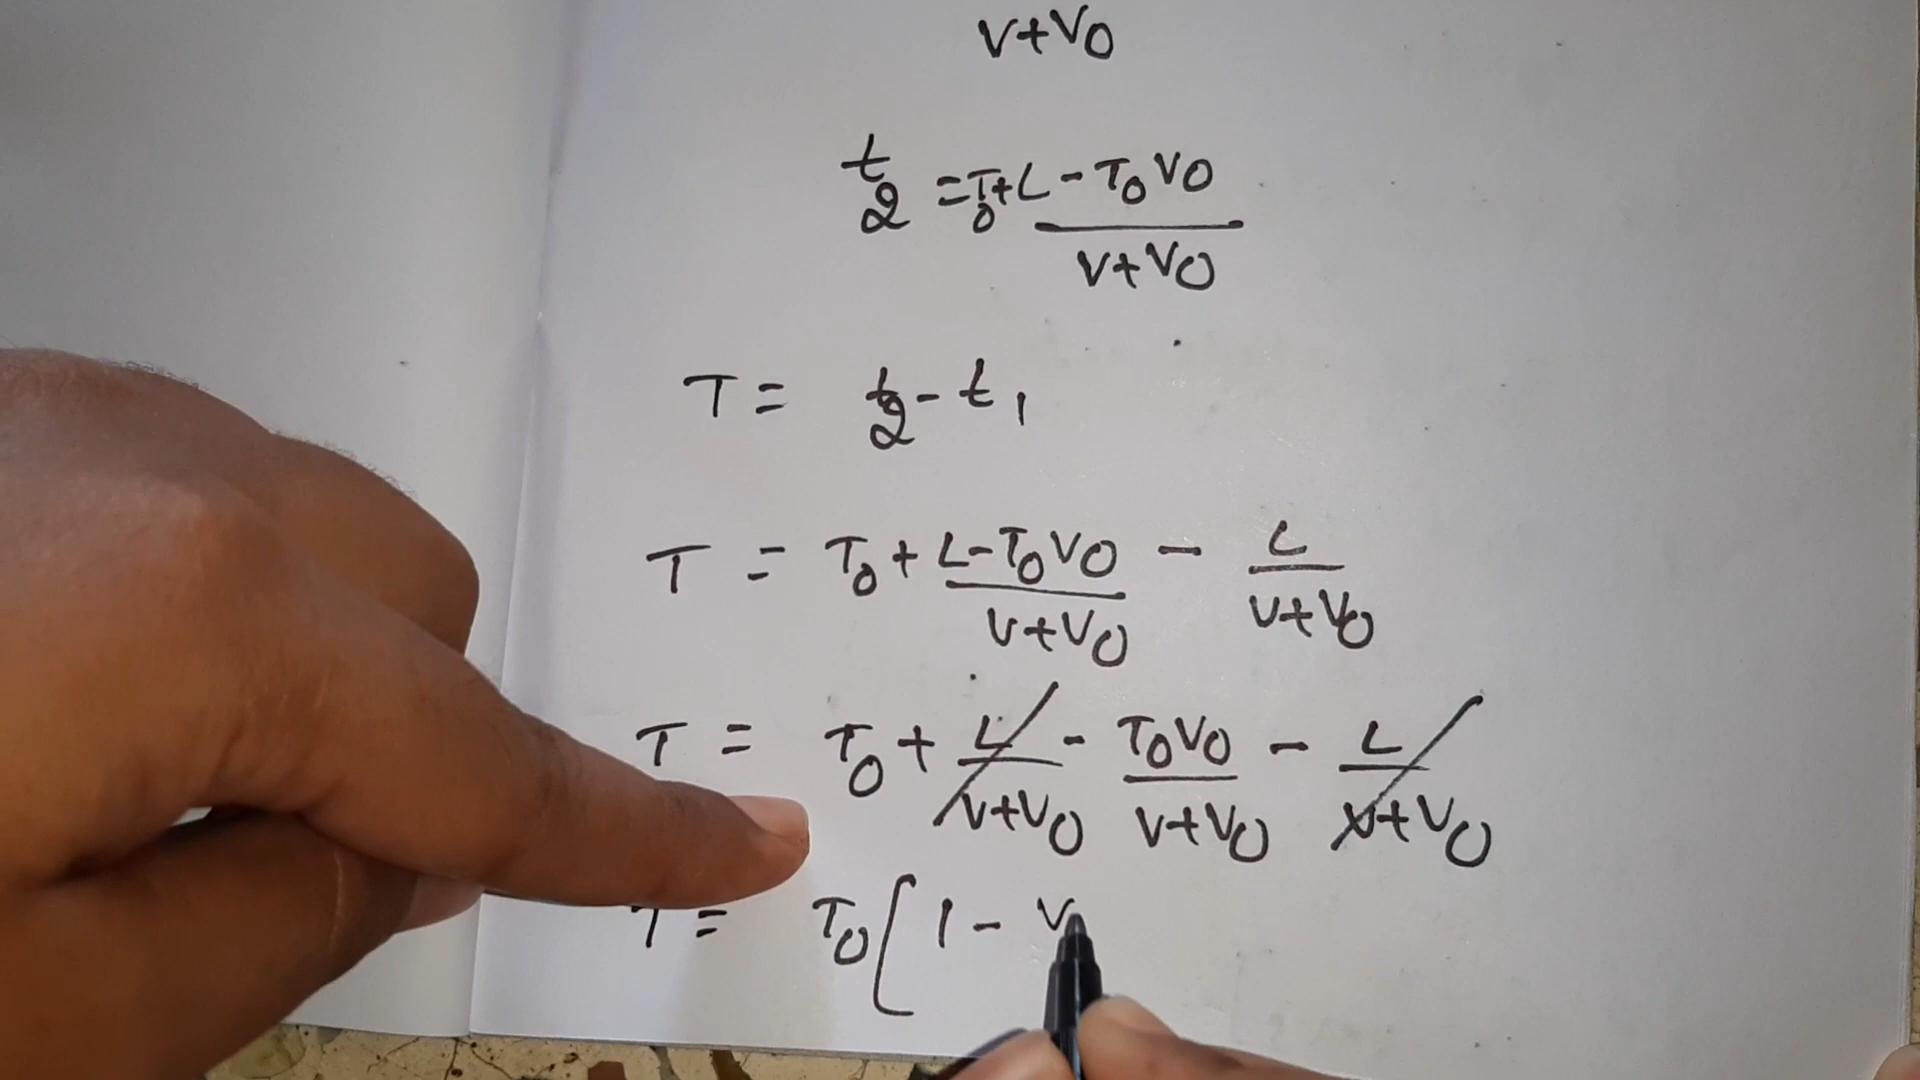 V+V0
t2 = T0 + L - T0V0
V+V0
T = t2 - t1
T = T0 + L-T0V0 - L
V+V0 V+V0
T = T0 + L - T0V0 - L
V+V0 V+V0 V+V0
T = T0[ 1 - V